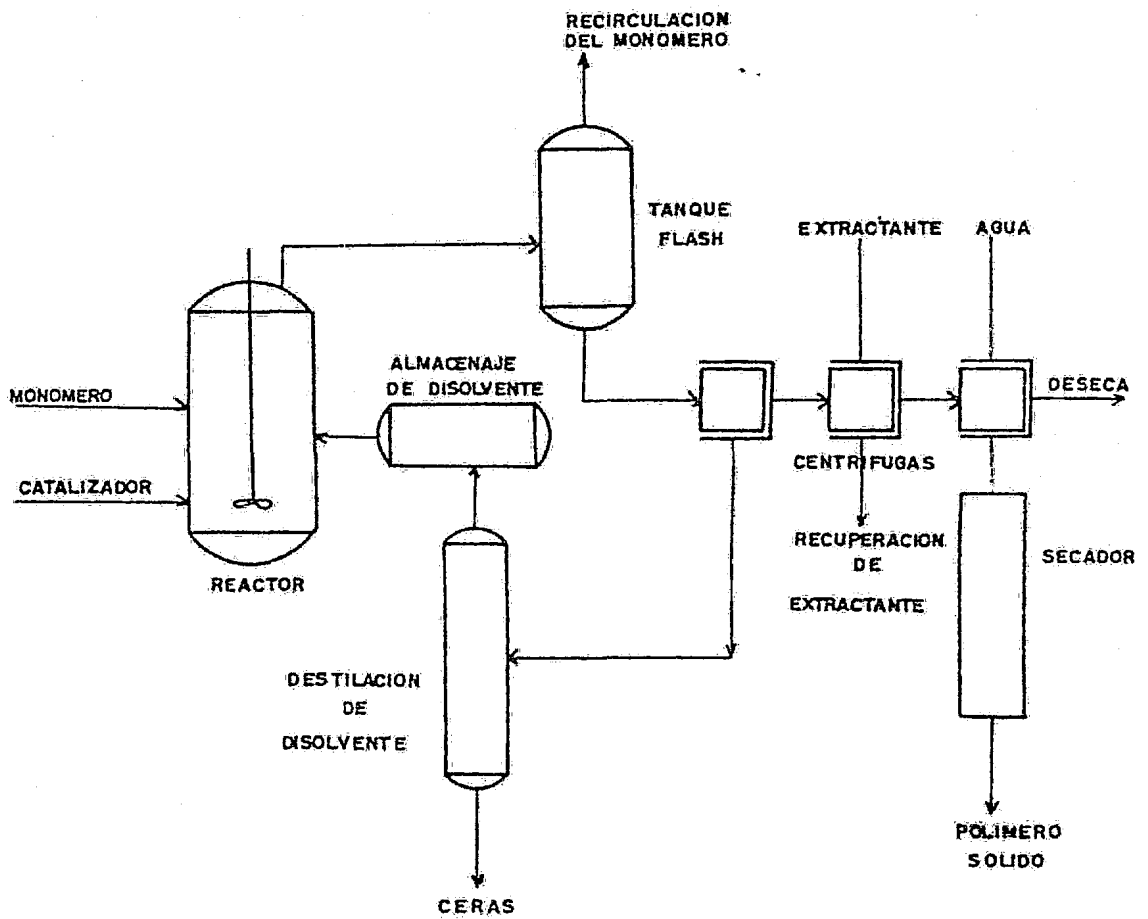 RECIRCULACION
DEL MONOMERO
TANQUE
FLASH
EXTRACTANTE
AGUA
ALMACENAJE
DE DISOLVENTE
MONOMERO
DESECA
CENTRIFUGAS
CATALIZADOR
RECUPERACION
DE
EXTRACTANTE
SECADOR
REACTOR
DESTILACION
DE
DISOLVENTE
POLIMERO
SOLIDO
CERAS